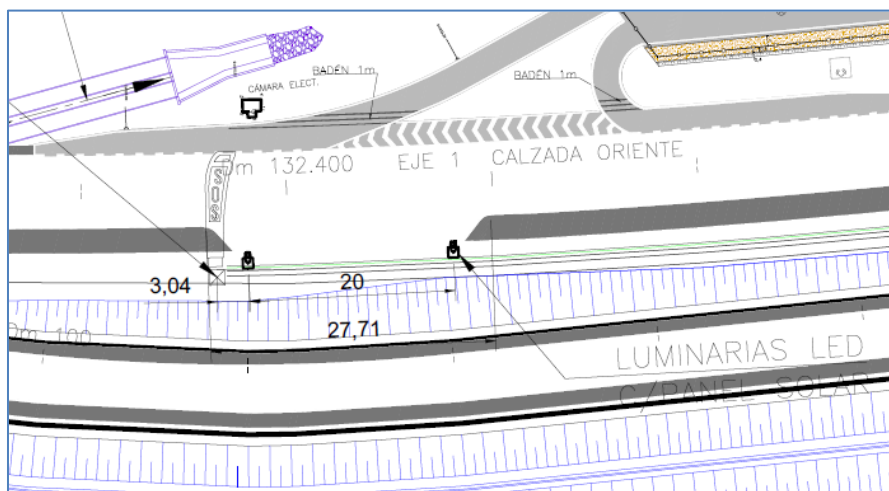 BADÉN 1m
BADÉN 1m
CÁMARA ELECT.
Dm 132.400 EJE 1 CALZADA ORIENTE
SOS
3,04
20
27,71
Dm 100
LUMINARIAS LED
C/PANEL SOLAR